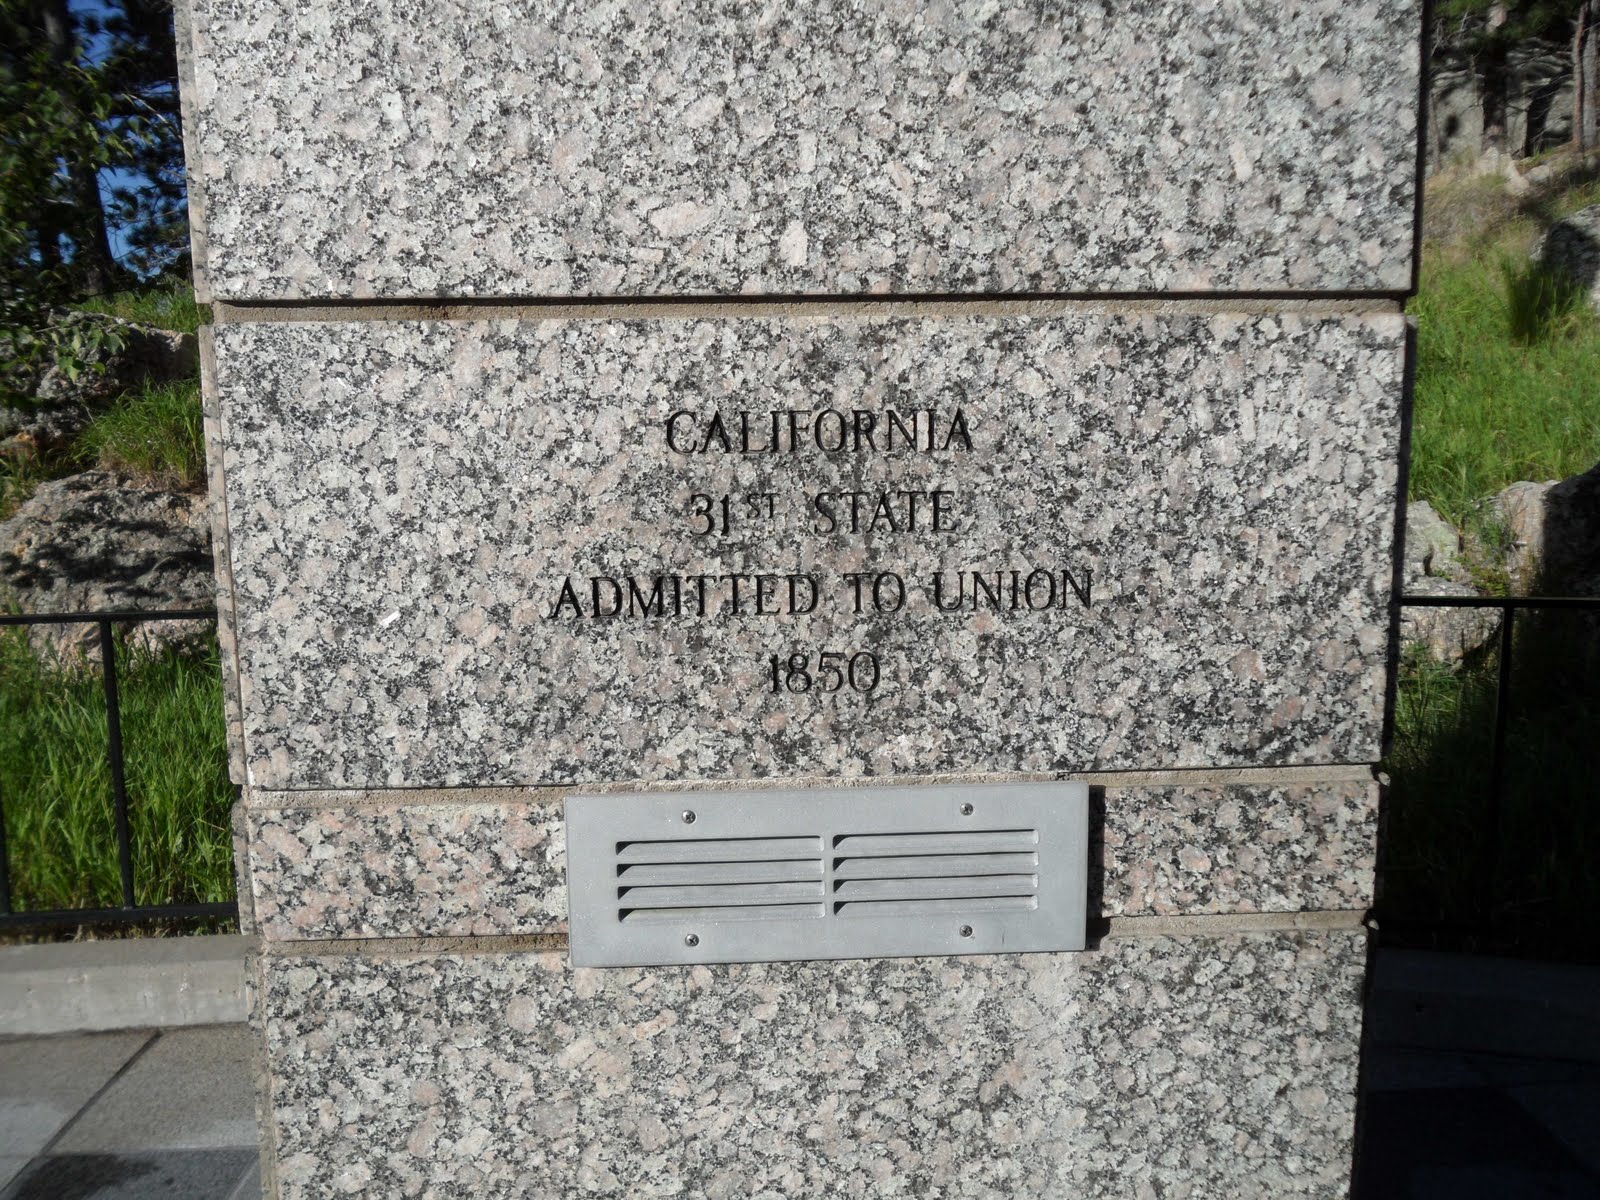 CALIFORNIA
31ST STATE
ADMITTED TO UNION
1850